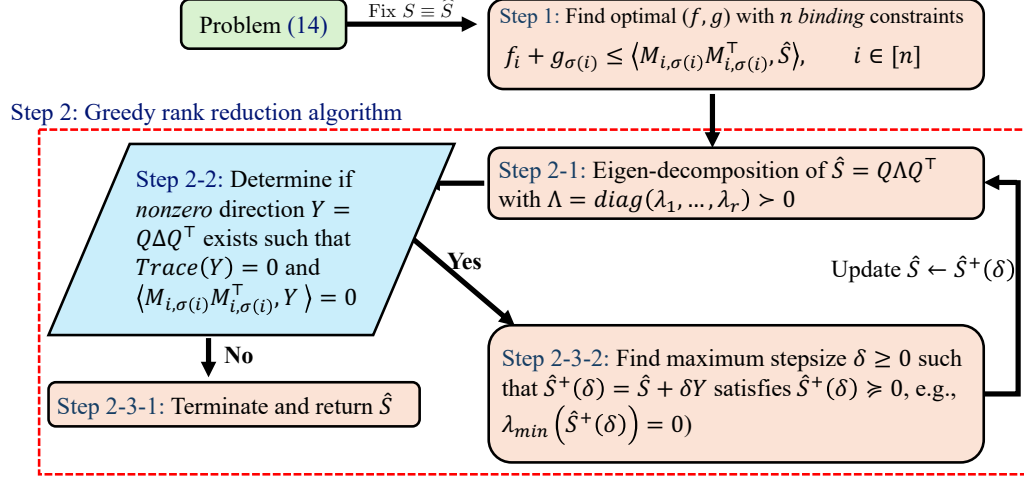 Problem (14)
Fix S ≡ Ŝ
Step 1: Find optimal (f, g) with n binding constraints
f_i + g_{σ(i)} ≤ ⟨M_{i,σ(i)} M_{i,σ(i)}^⊤, Ŝ⟩, i ∈ [n]
Step 2: Greedy rank reduction algorithm
Step 2-1: Eigen-decomposition of Ŝ = QΛQ^⊤
with Λ = diag(λ_1, …, λ_r) ≻ 0
Step 2-2: Determine if
nonzero direction Y =
QΔQ^⊤ exists such that
Trace(Y) = 0 and
⟨M_{i,σ(i)} M_{i,σ(i)}^⊤, Y ⟩ = 0
Yes
Update Ŝ ← Ŝ^+(δ)
No
Step 2-3-1: Terminate and return Ŝ
Step 2-3-2: Find maximum stepsize δ ≥ 0 such
that Ŝ^+(δ) = Ŝ + δY satisfies Ŝ^+(δ) ≽ 0, e.g.,
λ_{min} (Ŝ^+(δ)) = 0)